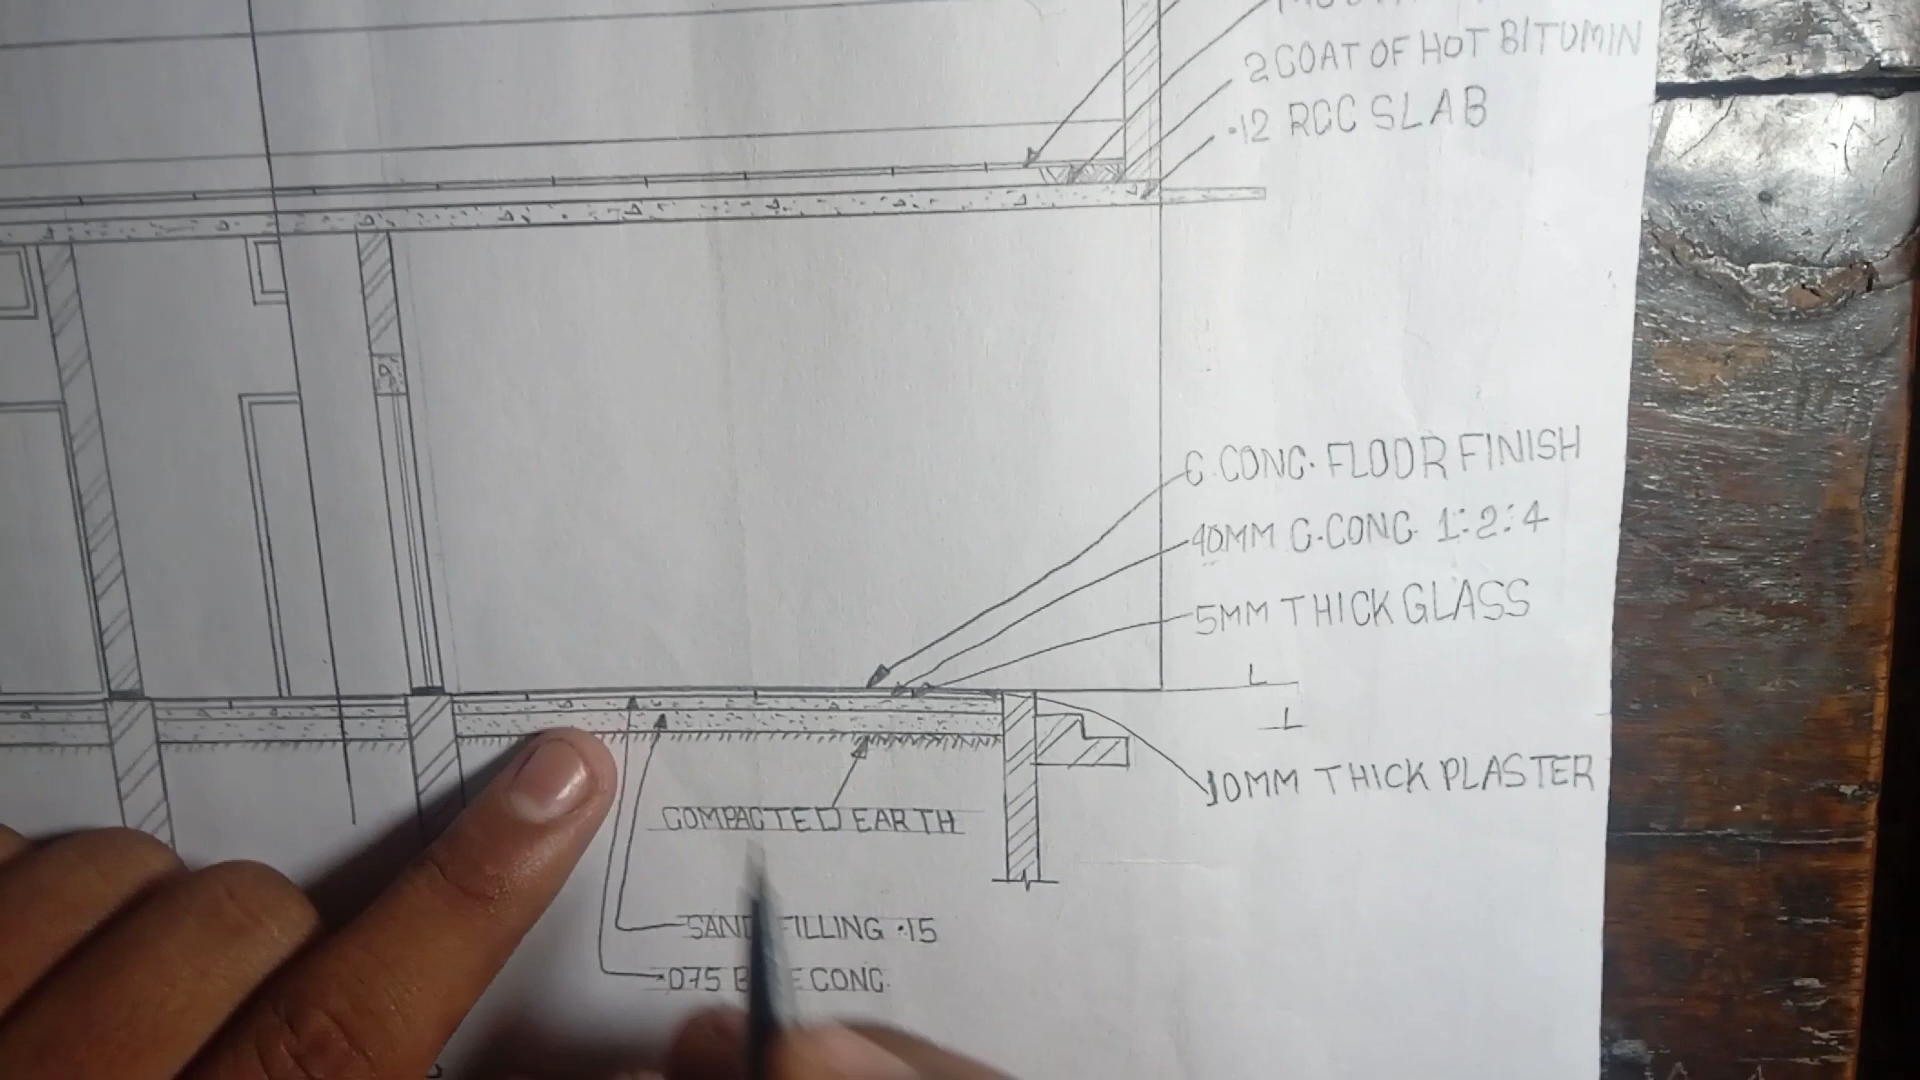 2 COAT OF HOT BITUMIN
.12 RCC SLAB
C.CONC. FLOOR FINISH
40MM C.CONC. 1:2:4
5MM THICK GLASS
10MM THICK PLASTER
COMPACTED EARTH
FILLING .15
.075 CONC.